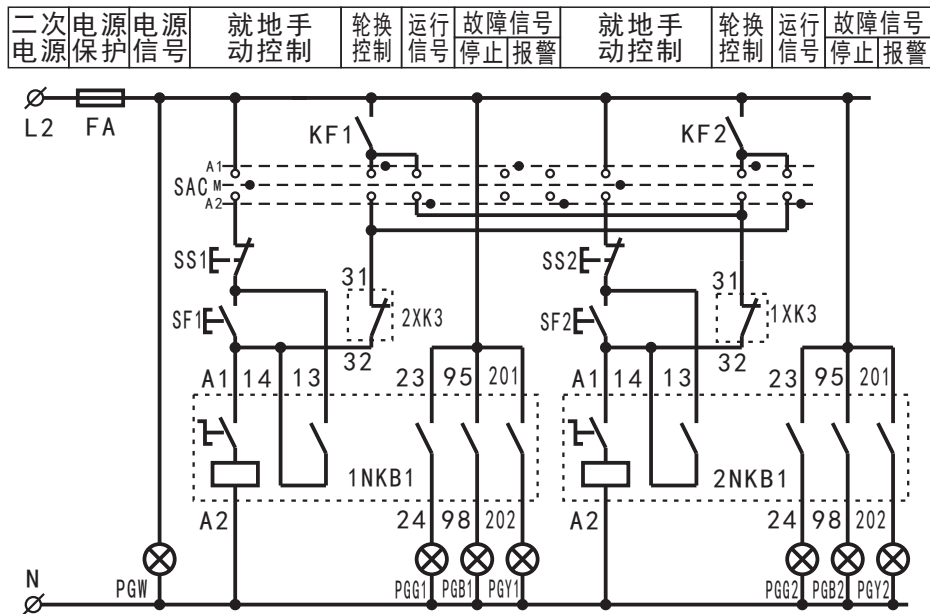 二次 电源 电源 就地手 轮换 运行 故障信号 就地手 轮换 运行 故障信号
电源 保护 信号 动控制 控制 信号 停止 报警 动控制 控制 信号 停止 报警
L2 FA KF1 KF2
A1
SAC M
A2
SS1 31 SS2 31
SF1 2XK3 SF2 1XK3
32 32
A1 14 13 23 95 201 A1 14 13 23 95 201
1NKB1 2NKB1
A2 24 98 202 A2 24 98 202
N PGW PGG1 PGB1 PGY1 PGG2 PGB2 PGY2